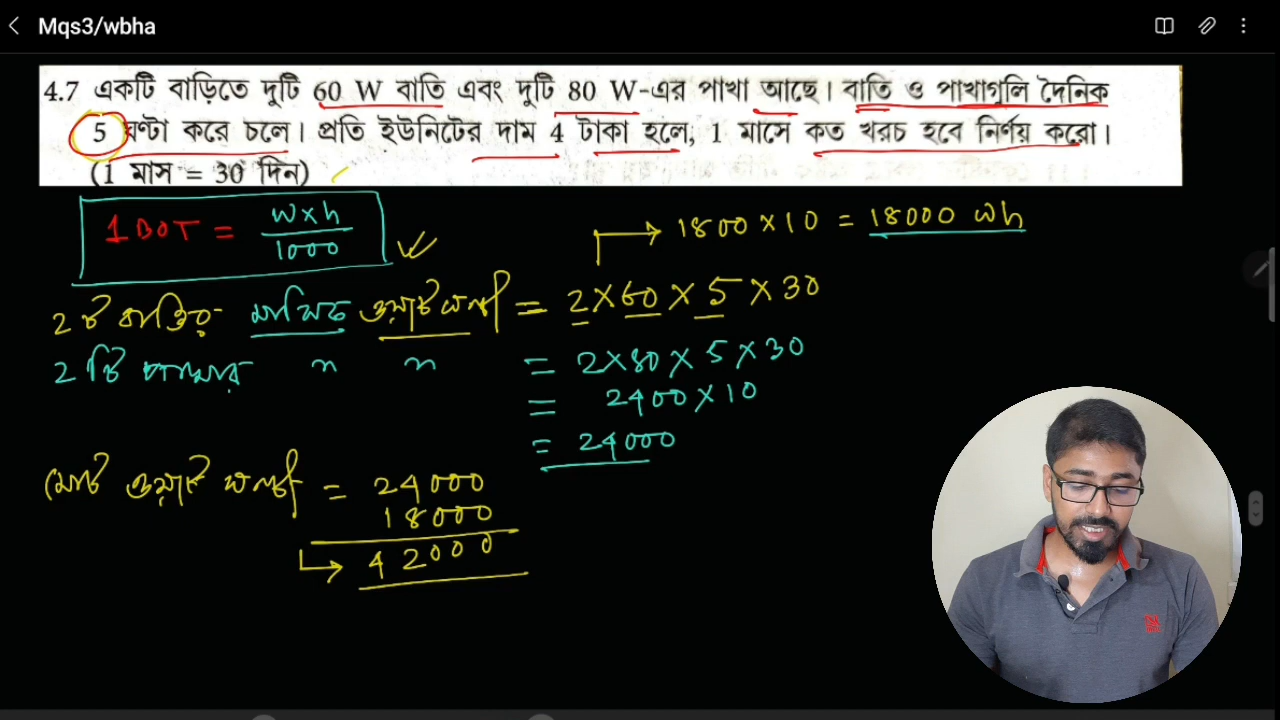 Mqs3/wbha
4.7 একটি বাড়িতে দুটি 60 W বাতি এবং দুটি 80 W-এর পাখা আছে। বাতি ও পাখাগুলি দৈনিক
5 ঘণ্টা করে চলে। প্রতি ইউনিটের দাম 4 টাকা হলে, 1 মাসে কত খরচ হবে নির্ণয় করো।
(1 মাস = 30 দিন)
1 BOT = W×h / 1000
1800 × 10 = 18000 Wh
2 টি বাতির মাসিক ওয়াট ঘন্টা = 2 × 60 × 5 × 30
2 টি পাখার " " = 2 × 80 × 5 × 30
= 2400 × 10
= 24000
মোট ওয়াট ঘন্টা = 24000
18000
42000